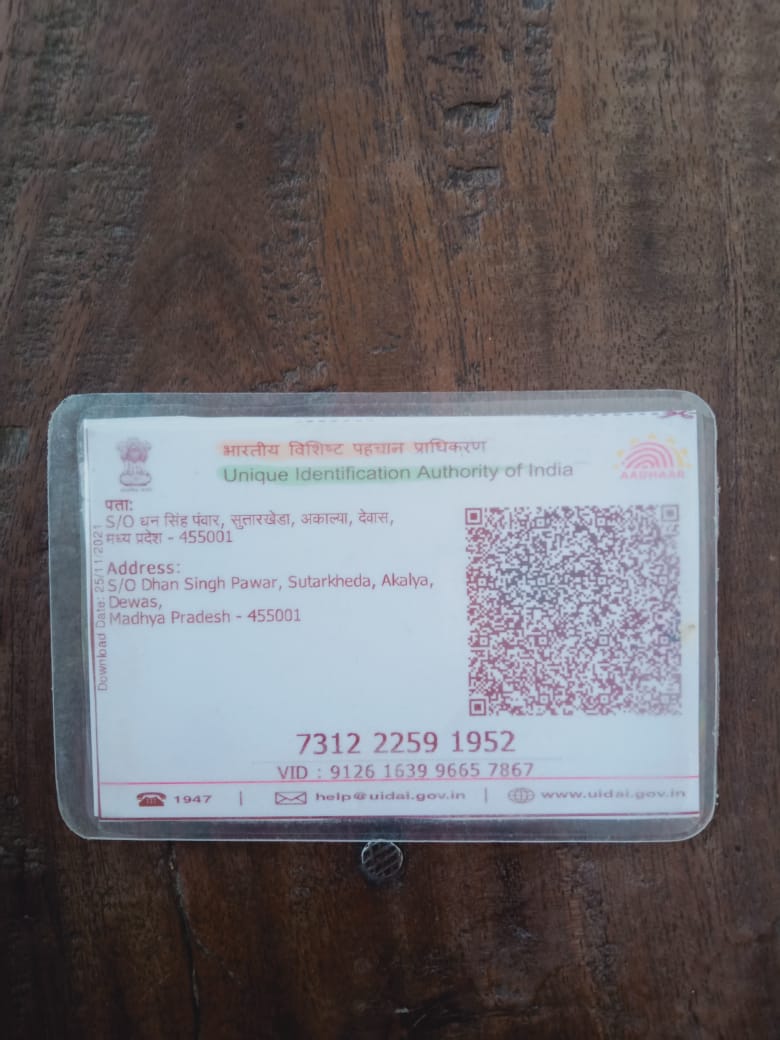 भारतीय विशिष्ट पहचान प्राधिकरण
Unique Identification Authority of India
AADHAAR
पता:
S/O धन सिंह पंवार, सुतारखेडा, अकाल्या, देवास,
मध्य प्रदेश - 455001
Address:
S/O Dhan Singh Pawar, Sutarkheda, Akalya,
Dewas,
Madhya Pradesh - 455001
Download Date: 25/11/2021
7312 2259 1952
VID : 9126 1639 9665 7867
1947 | help@uidai.gov.in | www.uidai.gov.in